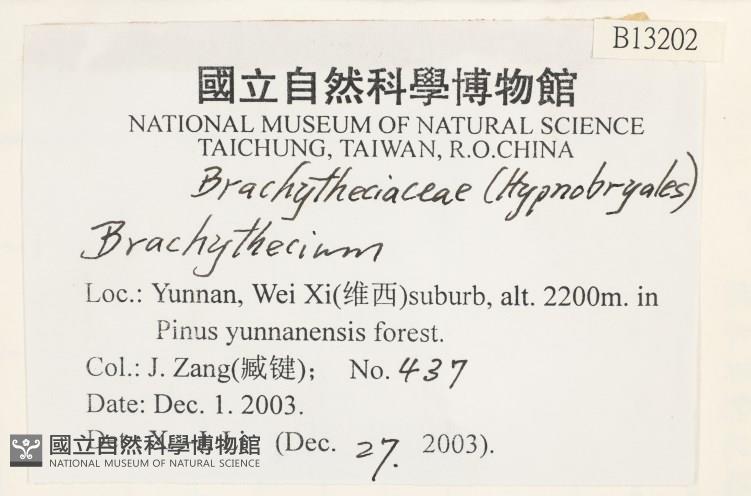 B13202
國立自然科學博物館
NATIONAL MUSEUM OF NATURAL SCIENCE
TAICHUNG, TAIWAN, R.O.CHINA
Brachytheciaceae (Hypnobryales)
Brachythecium
Loc.: Yunnan, Wei Xi(维西)suburb, alt. 2200m. in
Pinus yunnanensis forest.
Col.: J. Zang(臧键); No. 437
Date: Dec. 1. 2003.
(Dec. 27. 2003).
國立自然科學博物館
NATIONAL MUSEUM OF NATURAL SCIENCE